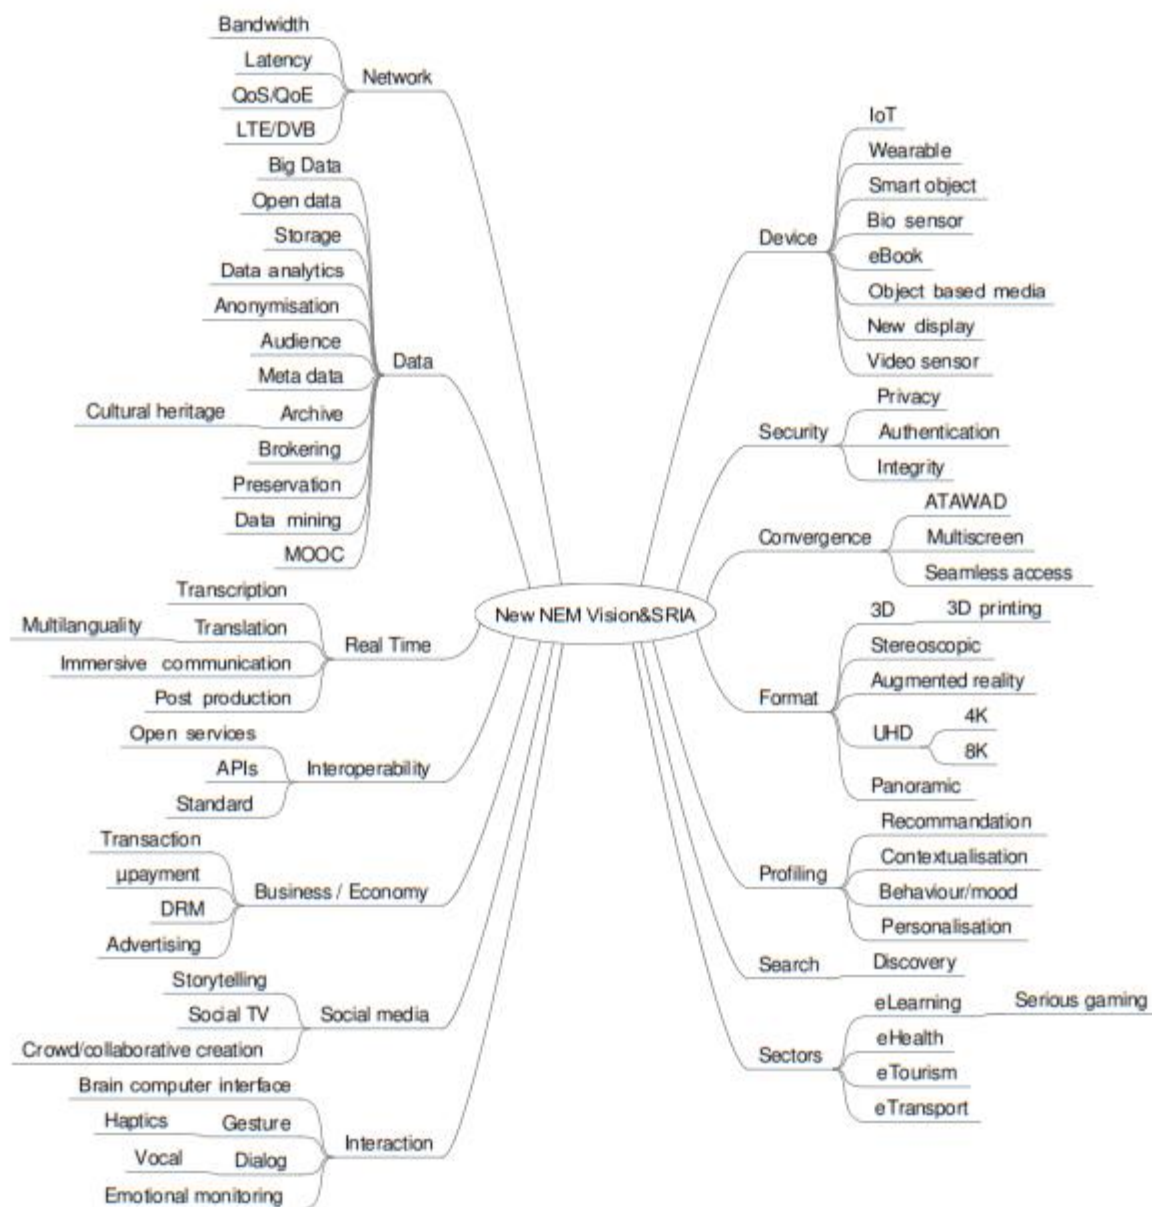 Bandwidth
Latency
QoS/QoE
LTE/DVB
Network
Big Data
Open data
Storage
Data analytics
Anonymisation
Audience
Meta data
Cultural heritage
Archive
Brokering
Preservation
Data mining
MOOC
Data
Transcription
Multilanguality
Translation
Immersive communication
Post production
Real Time
Open services
APIs
Standard
Interoperability
Transaction
µpayment
DRM
Advertising
Business / Economy
Storytelling
Social TV
Crowd/collaborative creation
Social media
Brain computer interface
Haptics
Gesture
Vocal
Dialog
Emotional monitoring
Interaction
New NEM Vision&SRIA
Device
IoT
Wearable
Smart object
Bio sensor
eBook
Object based media
New display
Video sensor
Security
Privacy
Authentication
Integrity
Convergence
ATAWAD
Multiscreen
Seamless access
Format
3D
3D printing
Stereoscopic
Augmented reality
UHD
4K
8K
Panoramic
Profiling
Recommandation
Contextualisation
Behaviour/mood
Personalisation
Search
Discovery
Sectors
eLearning
Serious gaming
eHealth
eTourism
eTransport